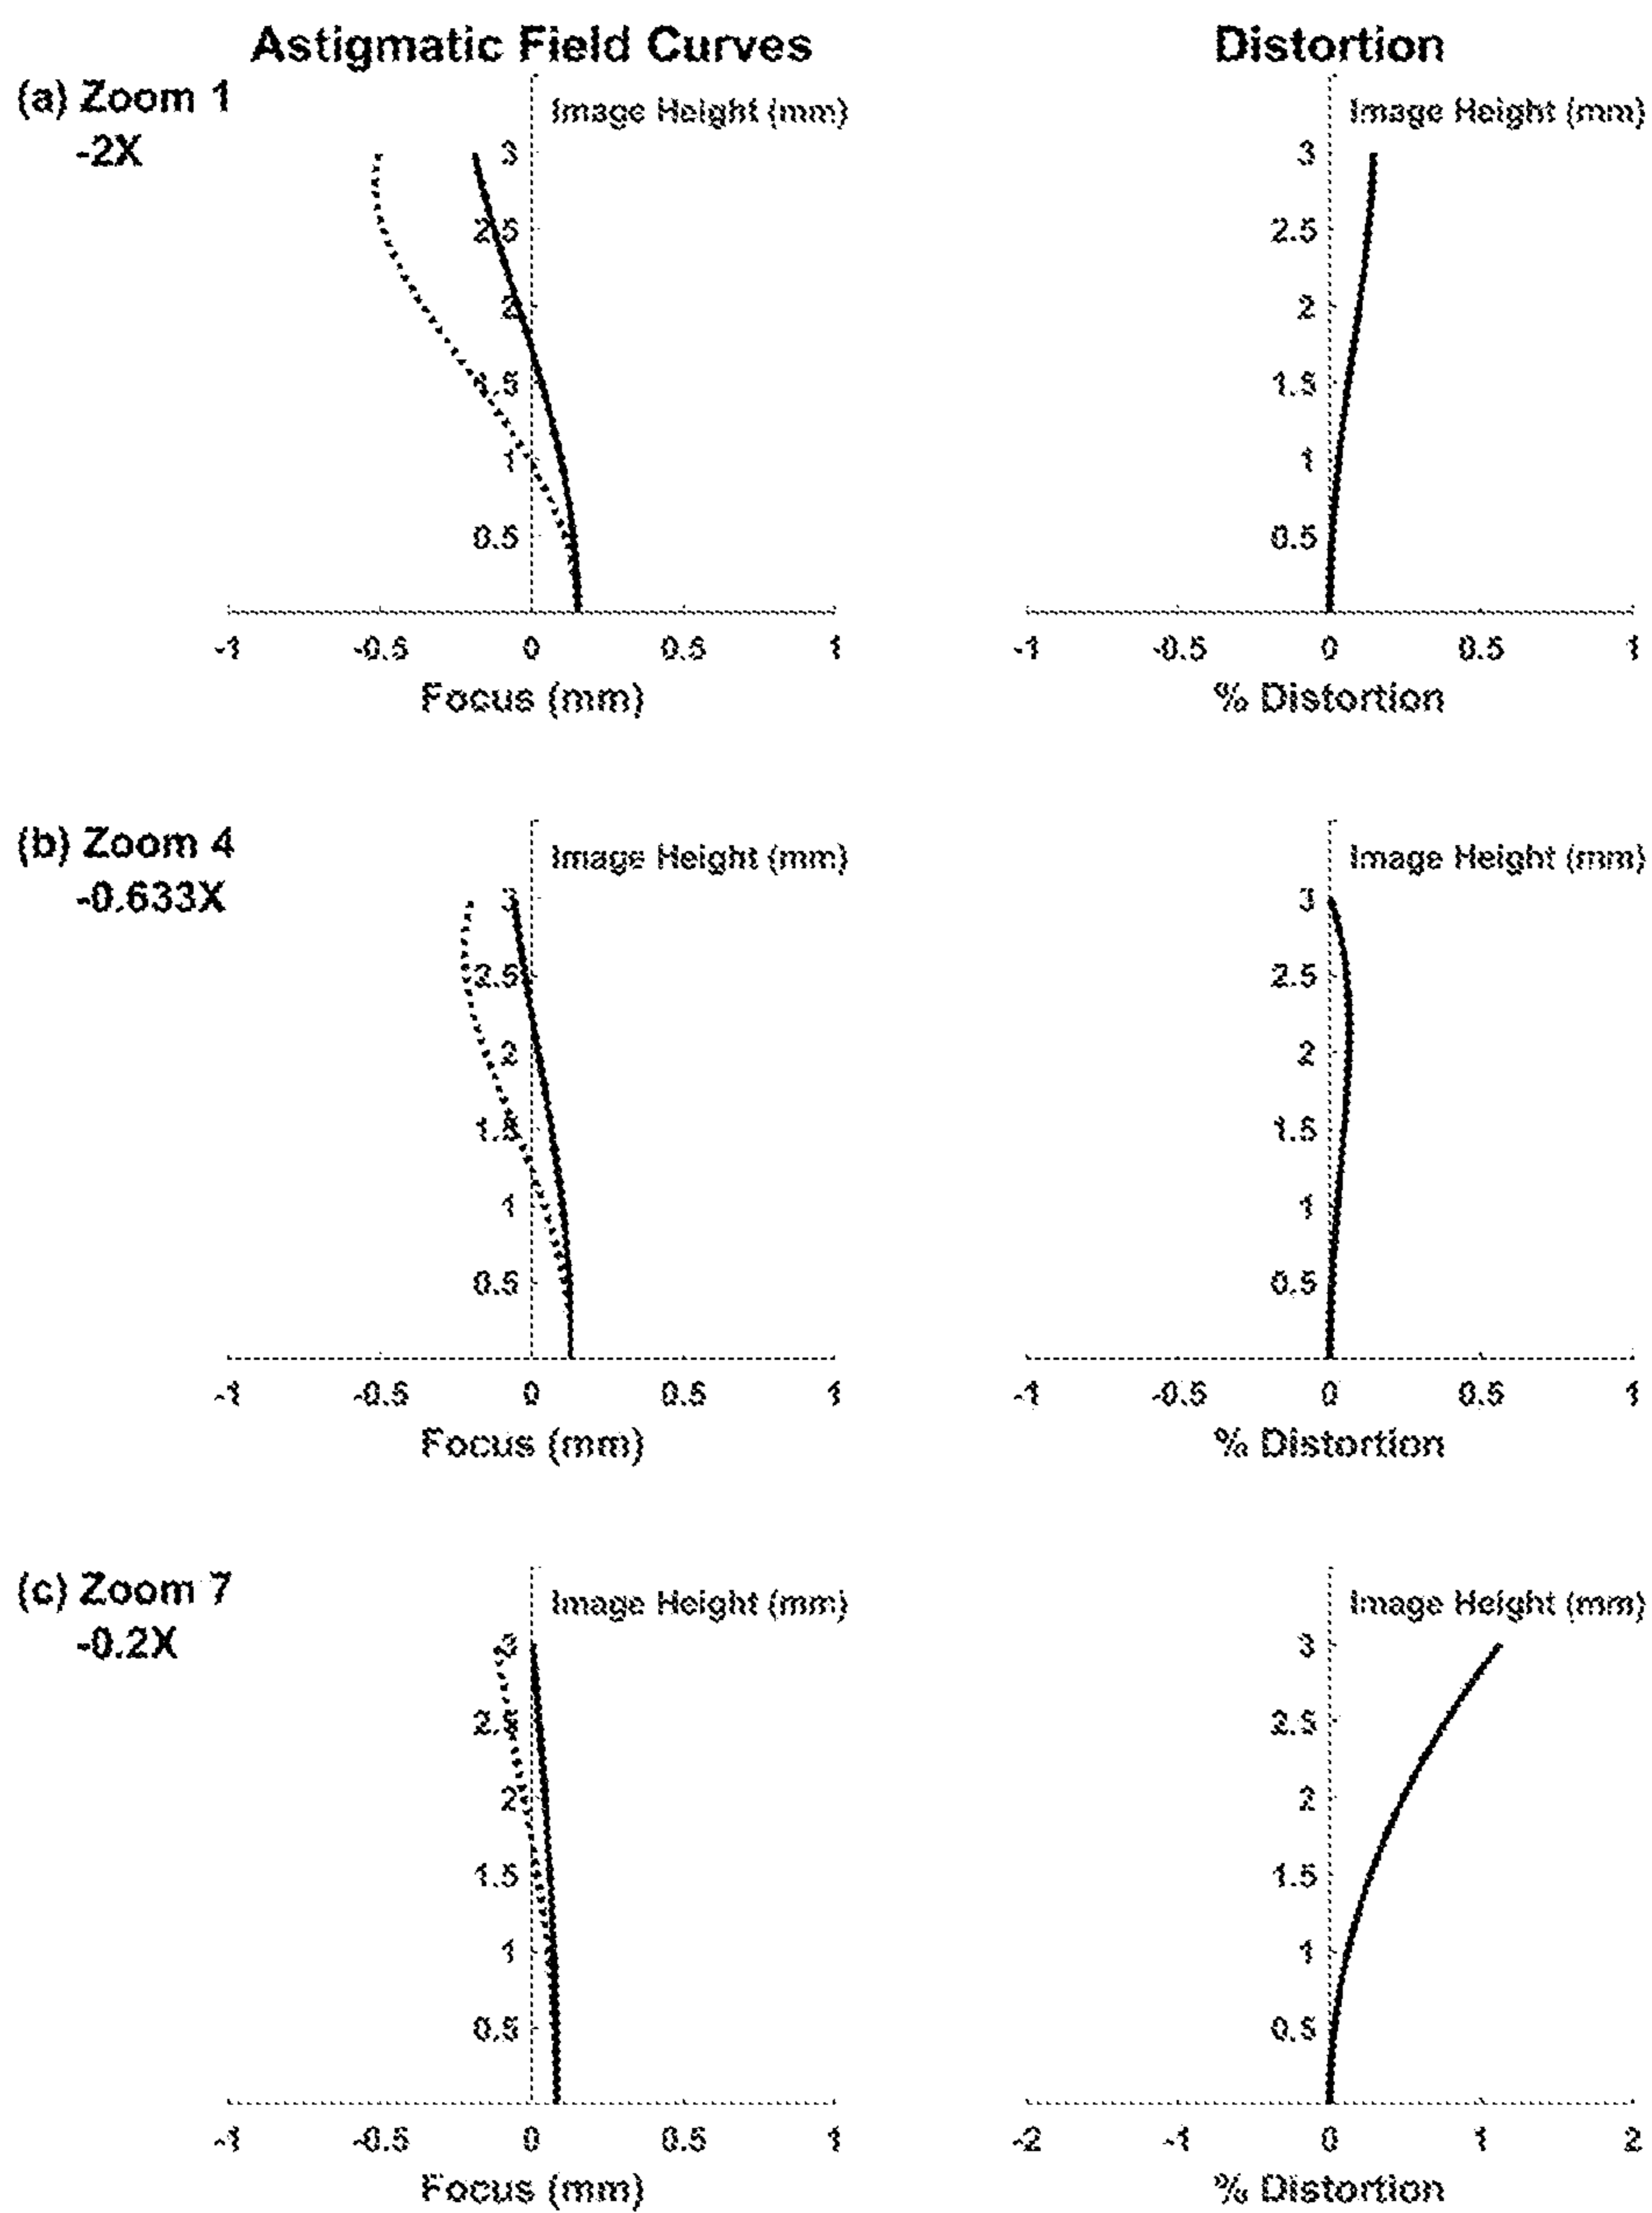 Astigmatic Field Curves
Distortion
(a) Zoom 1
-2X
Image Height (mm)
3
2.5
2
1.5
1
0.5
-1 -0.5 0 0.5 1
Focus (mm)
Image Height (mm)
3
2.5
2
1.5
1
0.5
-1 -0.5 0 0.5 1
% Distortion
(b) Zoom 4
-0.633X
Image Height (mm)
3
2.5
2
1.5
1
0.5
-1 -0.5 0 0.5 1
Focus (mm)
Image Height (mm)
3
2.5
2
1.5
1
0.5
-1 -0.5 0 0.5 1
% Distortion
(c) Zoom 7
-0.2X
Image Height (mm)
3
2.5
2
1.5
1
0.5
-1 -0.5 0 0.5 1
Focus (mm)
Image Height (mm)
3
2.5
2
1.5
1
0.5
-2 -1 0 1 2
% Distortion